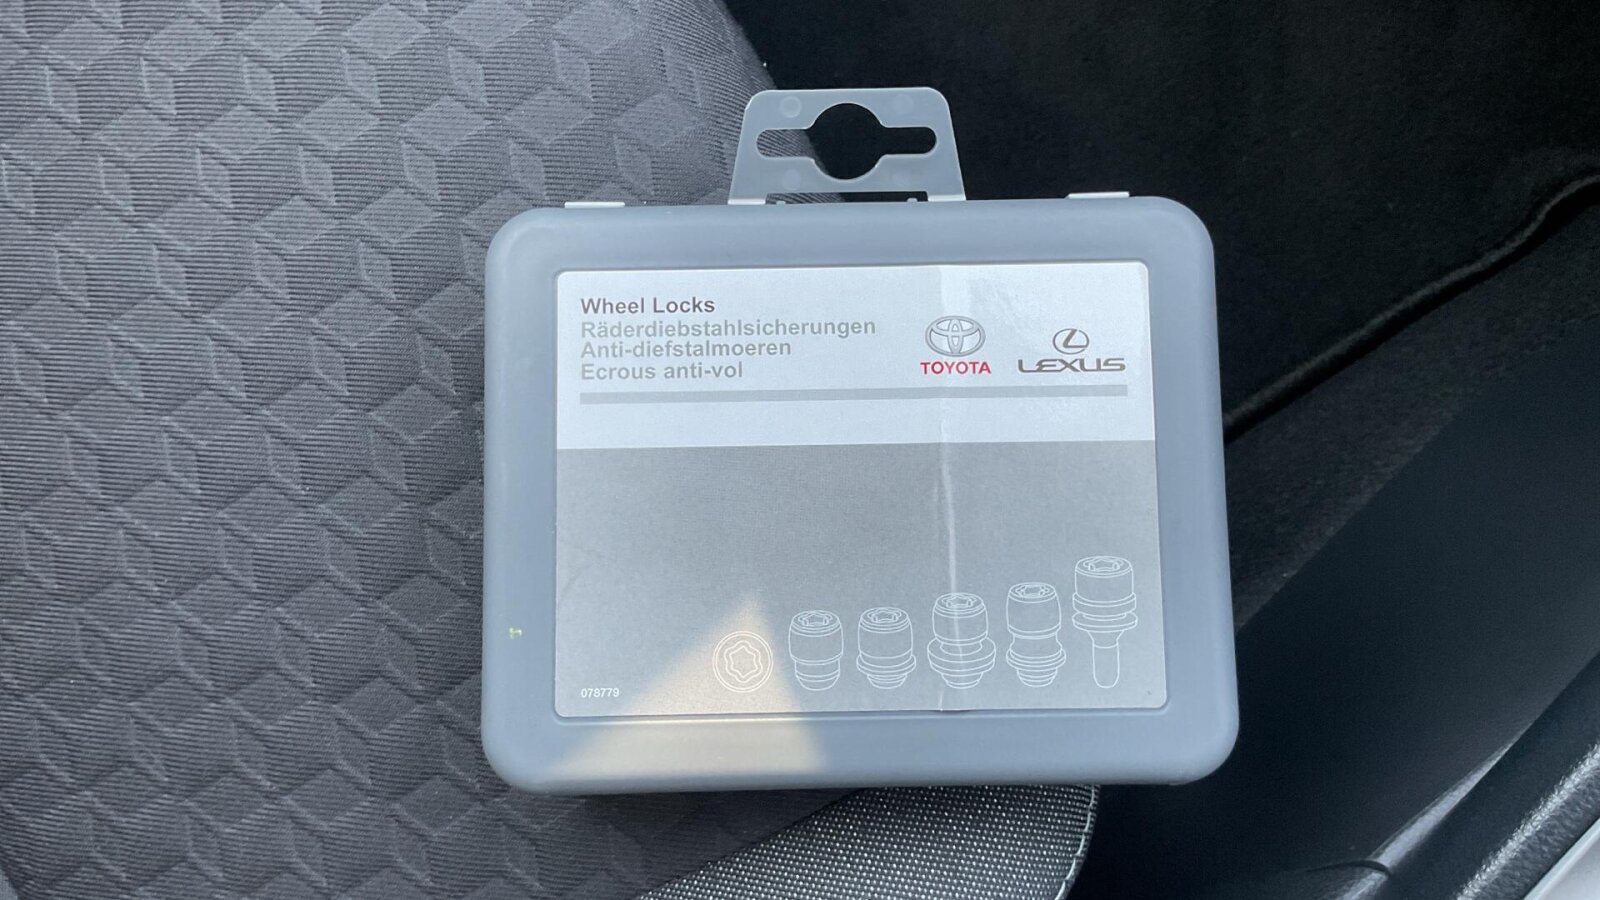 Wheel Locks
Räderdiebstahlsicherungen
Anti-diefstalmoeren
Ecrous anti-vol
TOYOTA
LEXUS
078779